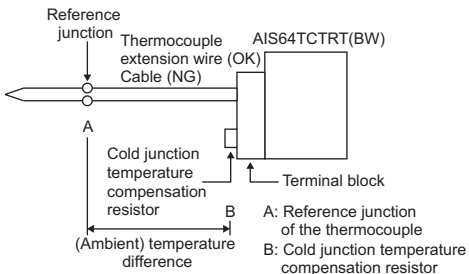 Reference
junction
Thermocouple
extension wire (OK)
Cable (NG)
AIS64TCTRT(BW)
A
Cold junction
temperature
compensation
resistor
B
Terminal block
(Ambient) temperature
difference
A: Reference junction
of the thermocouple
B: Cold junction temperature
compensation resistor